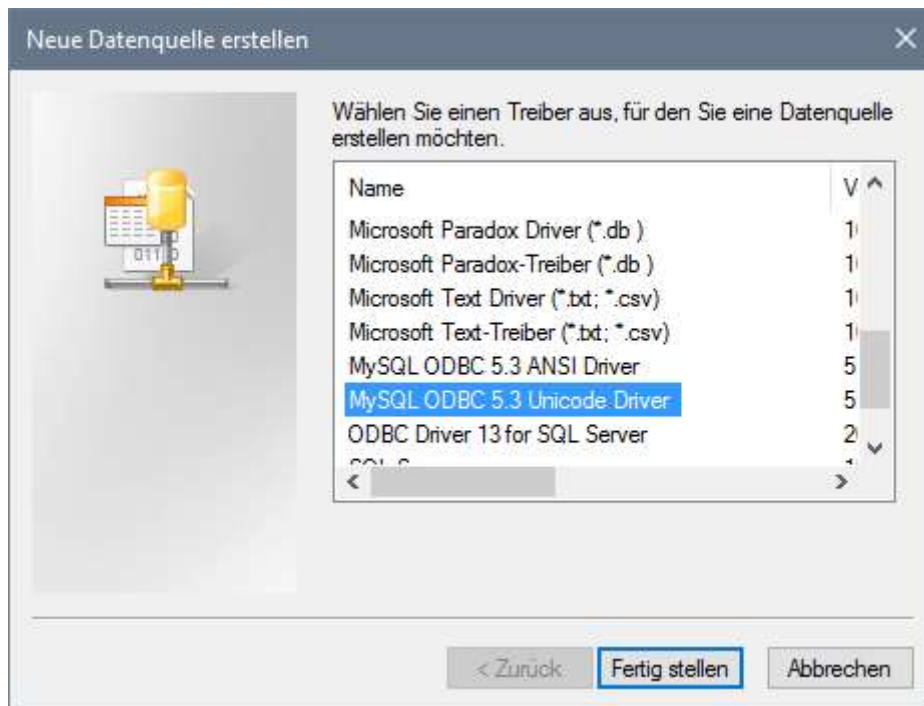 Neue Datenquelle erstellen
Wählen Sie einen Treiber aus, für den Sie eine Datenquelle
erstellen möchten.
Name V
Microsoft Paradox Driver (*.db )
Microsoft Paradox-Treiber (*.db )
Microsoft Text Driver (*.txt; *.csv)
Microsoft Text-Treiber (*.txt; *.csv)
MySQL ODBC 5.3 ANSI Driver 5
MySQL ODBC 5.3 Unicode Driver 5
ODBC Driver 13 for SQL Server
< Zurück Fertig stellen Abbrechen